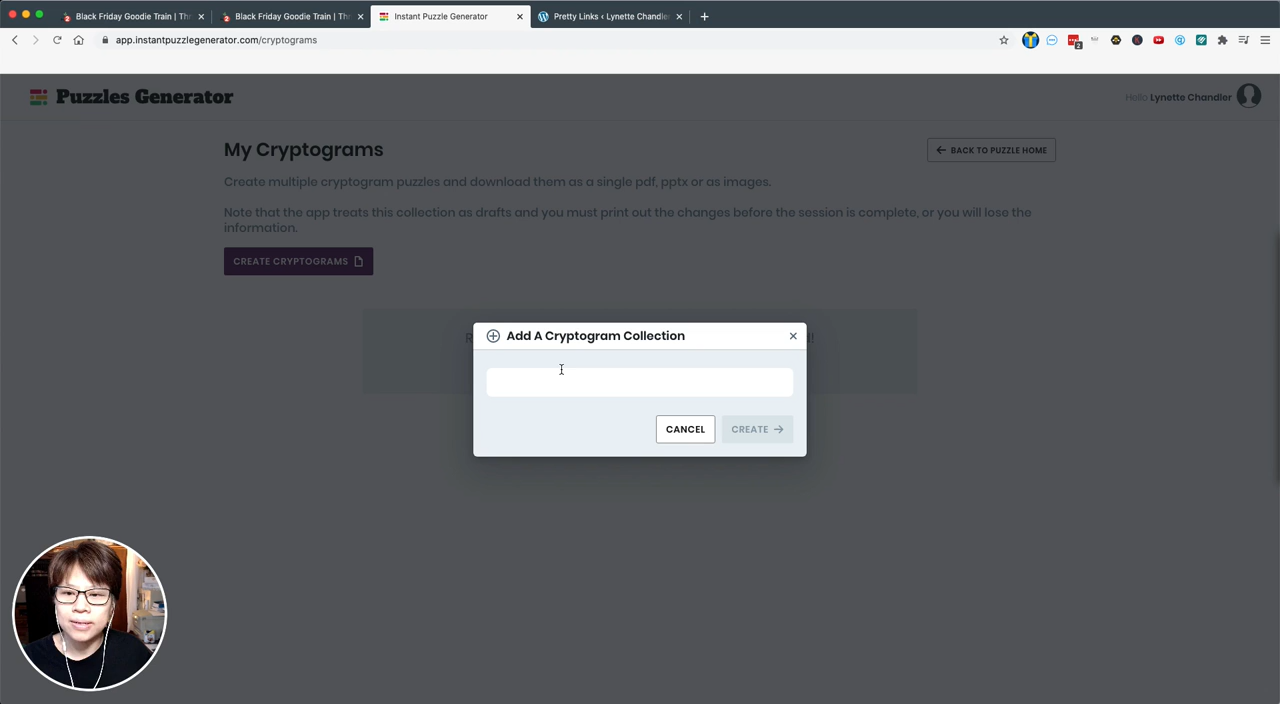 Black Friday Goodie Train | Thr
Black Friday Goodie Train | Thr
Instant Puzzle Generator
Pretty Links ‹ Lynette Chandler
app.instantpuzzlegenerator.com/cryptograms
2
Puzzles Generator
Hello Lynette Chandler
My Cryptograms
BACK TO PUZZLE HOME
Create multiple cryptogram puzzles and download them as a single pdf, pptx or as images.
Note that the app treats this collection as drafts and you must print out the changes before the session is complete, or you will lose the
information.
CREATE CRYPTOGRAMS
Add A Cryptogram Collection
CANCEL
CREATE